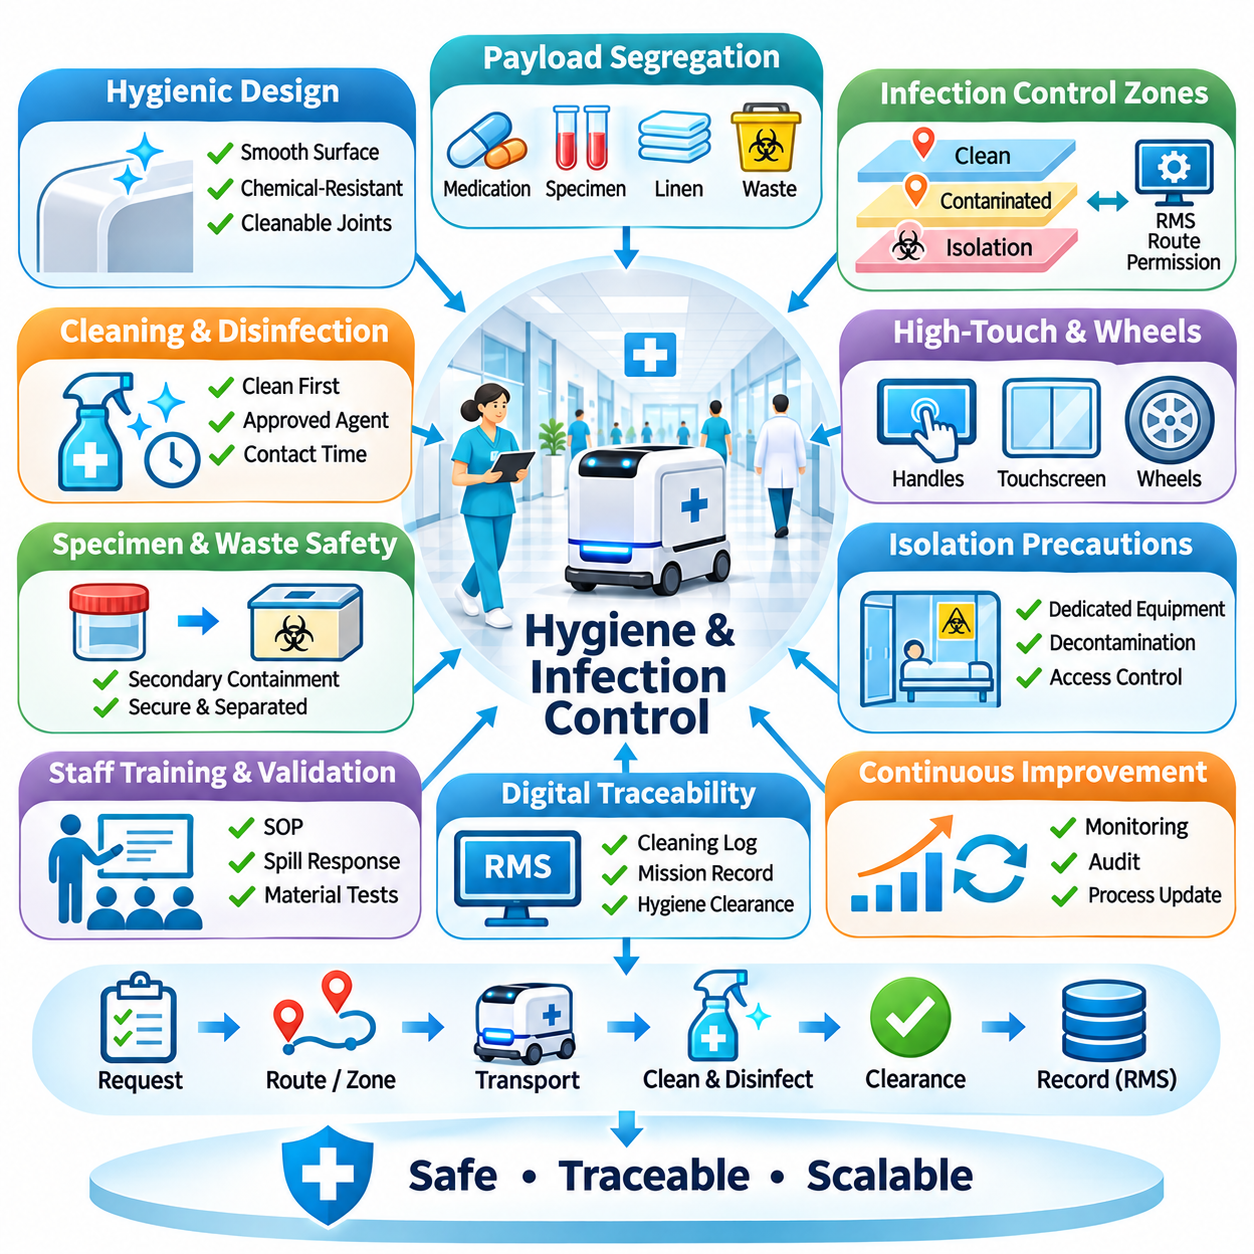 Payload Segregation
Medication
Specimen
Linen
Waste
Hygienic Design
Smooth Surface
Chemical-Resistant
Cleanable Joints
Infection Control Zones
Clean
Contaminated
Isolation
RMS
Route
Permission
Cleaning & Disinfection
Clean First
Approved Agent
Contact Time
High-Touch & Wheels
Handles
Touchscreen
Wheels
Specimen & Waste Safety
Secondary Containment
Secure & Separated
Isolation Precautions
Dedicated Equipment
Decontamination
Access Control
Hygiene &
Infection
Control
Staff Training & Validation
SOP
Spill Response
Material Tests
Digital Traceability
RMS
Cleaning Log
Mission Record
Hygiene Clearance
Continuous Improvement
Monitoring
Audit
Process Update
Request
Route / Zone
Transport
Clean & Disinfect
Clearance
Record (RMS)
Safe • Traceable • Scalable